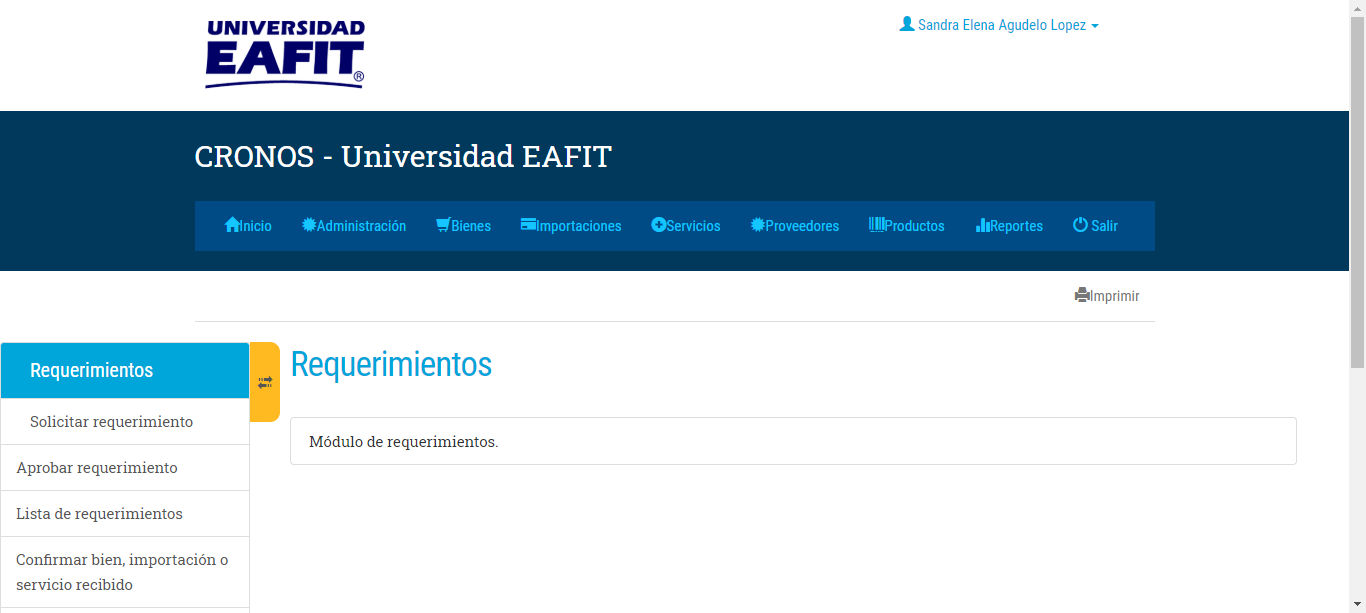 UNIVERSIDAD
EAFIT®
Sandra Elena Agudelo Lopez
CRONOS - Universidad EAFIT
Inicio Administración Bienes Importaciones Servicios Proveedores Productos Reportes Salir
Imprimir
Requerimientos
Requerimientos
Solicitar requerimiento
Módulo de requerimientos.
Aprobar requerimiento
Lista de requerimientos
Confirmar bien, importación o
servicio recibido